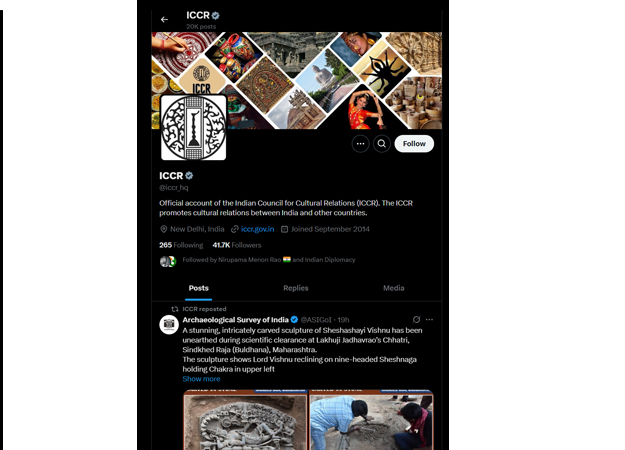 ICCR
20K posts
ICCR
Follow
ICCR
@iccr_hq
Official account of the Indian Council for Cultural Relations (ICCR). The ICCR
promotes cultural relations between India and other countries.
New Delhi, India iccr.gov.in Joined September 2014
265 Following 41.7K Followers
Followed by Nirupama Menon Rao 🇮🇳 and Indian Diplomacy
Posts Replies Media
ICCR reposted
Archaeological Survey of India @ASIGoI · 19h
A stunning, intricately carved sculpture of Sheshashayi Vishnu has been
unearthed during scientific clearance at Lakhuji Jadhavrao's Chhatri,
Sindkhed Raja (Buldhana), Maharashtra.
The sculpture shows Lord Vishnu reclining on nine-headed Sheshnaga
holding Chakra in upper left
Show more